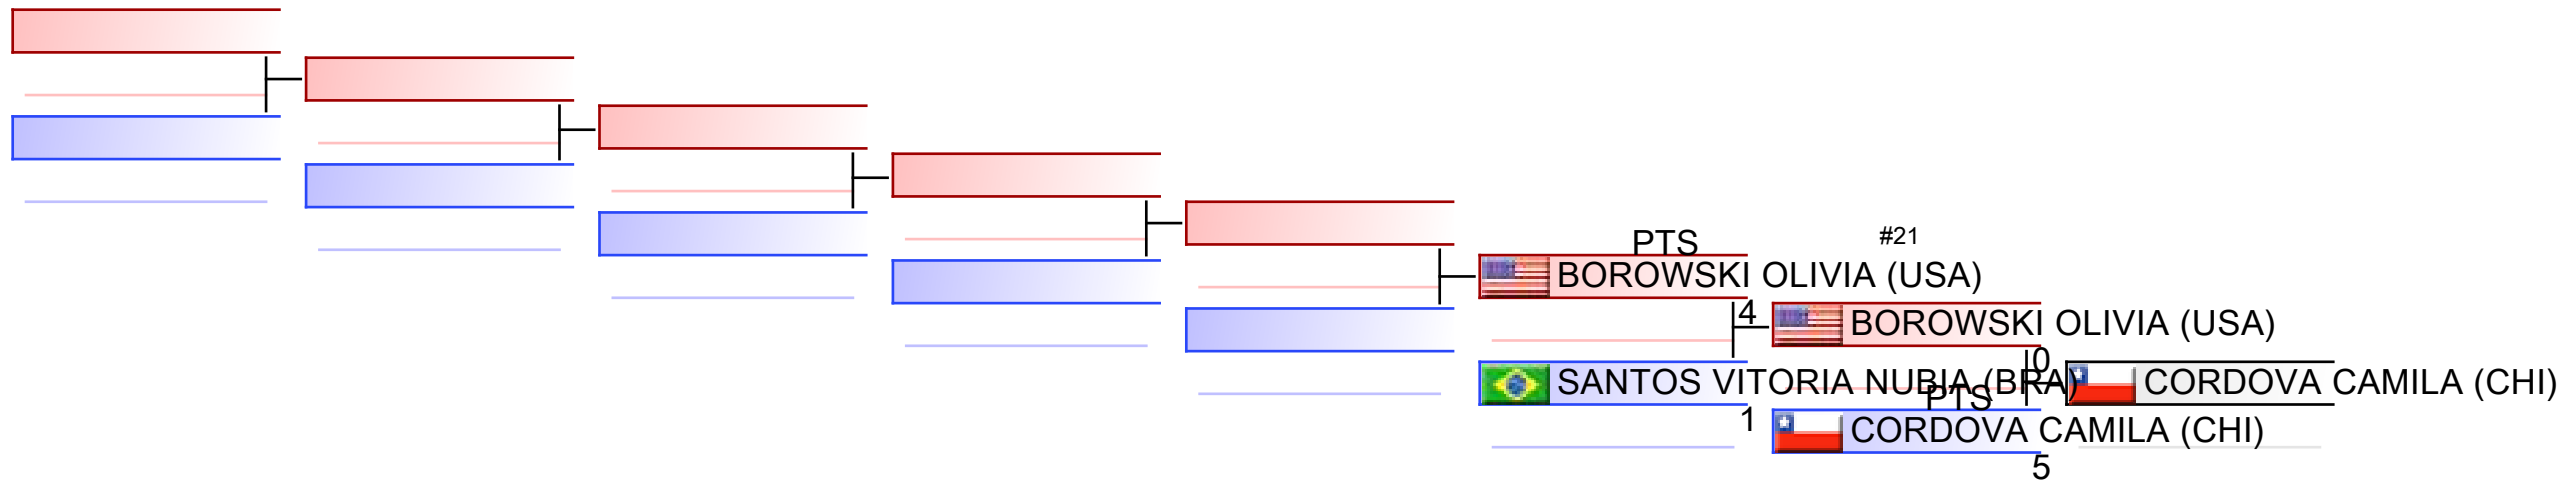 PTS
#21
BOROWSKI OLIVIA (USA)
4
BOROWSKI OLIVIA (USA)
0
SANTOS VITORIA NUBIA (BRA)
CORDOVA CAMILA (CHI)
PTS
1
CORDOVA CAMILA (CHI)
5